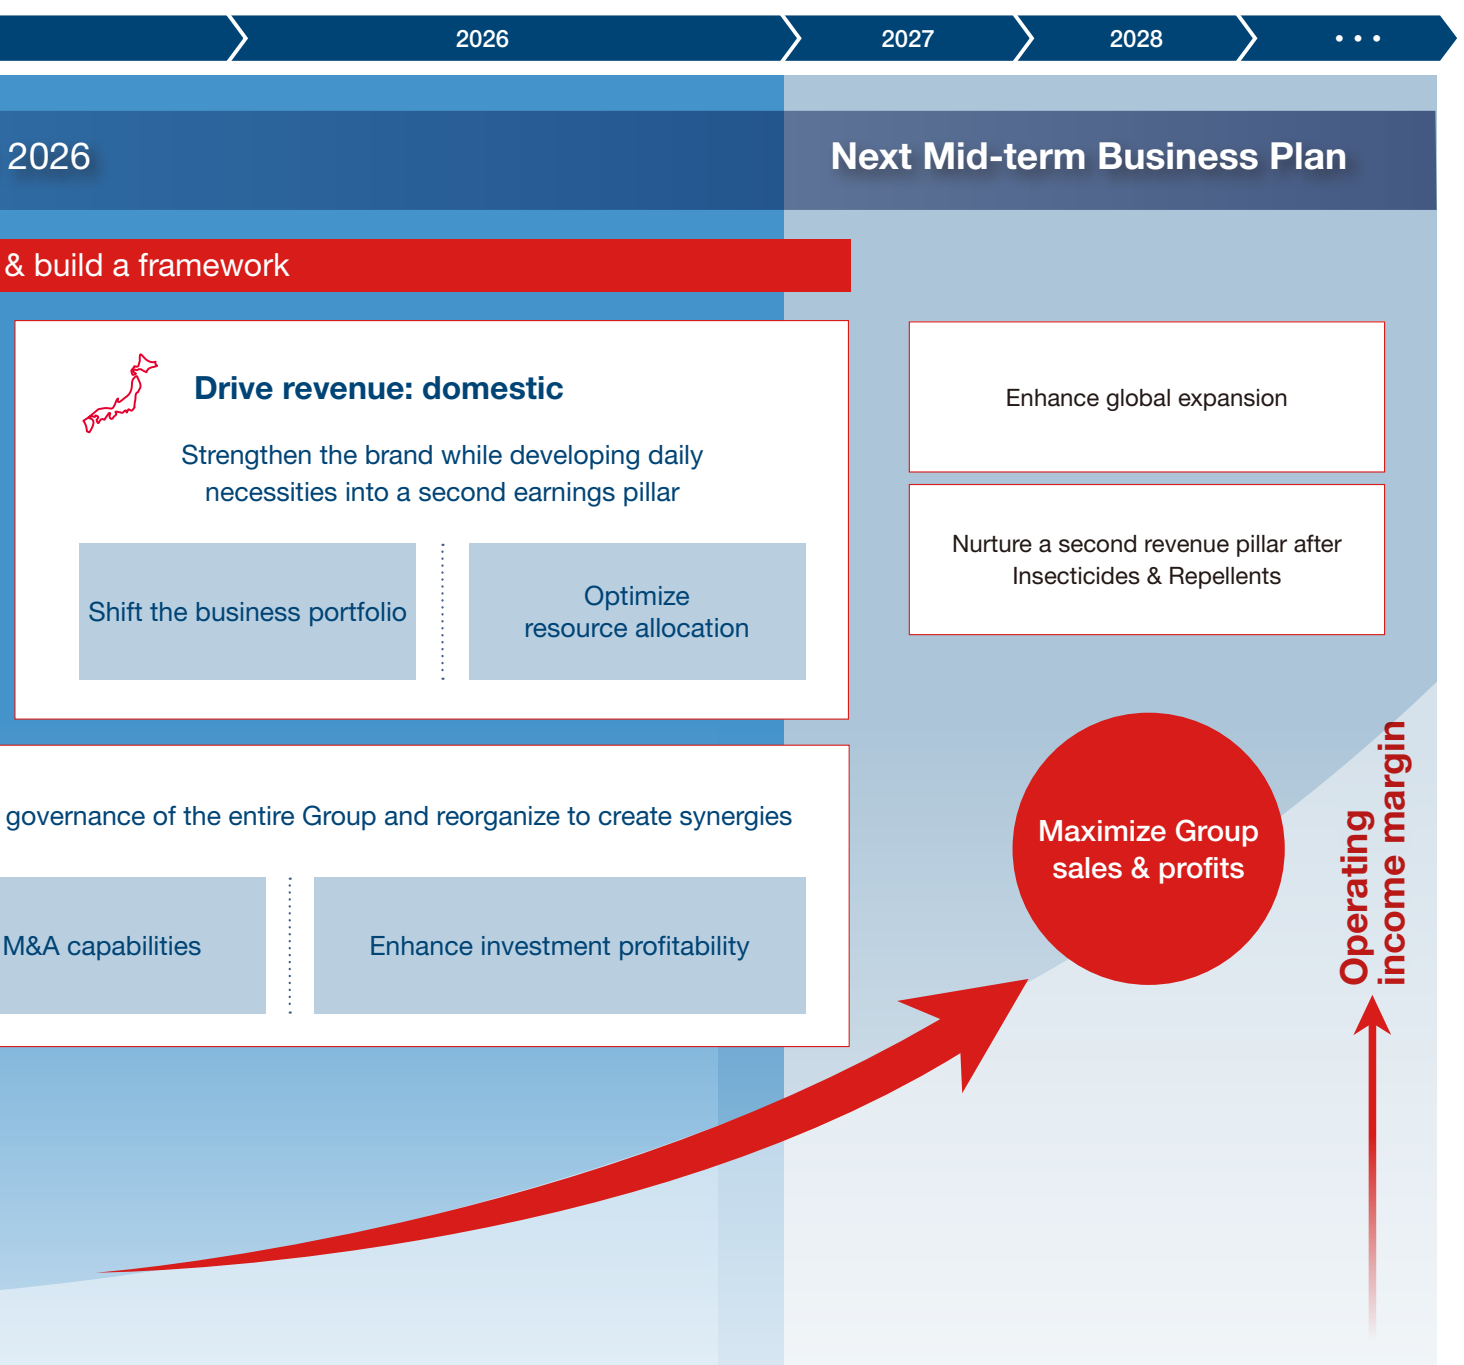 2026
2027
2028
• • •
2026
Next Mid-term Business Plan
& build a framework
Drive revenue: domestic
Strengthen the brand while developing daily
necessities into a second earnings pillar
Shift the business portfolio
Optimize
resource allocation
Enhance global expansion
Nurture a second revenue pillar after
Insecticides & Repellents
governance of the entire Group and reorganize to create synergies
M&A capabilities
Enhance investment profitability
Maximize Group
sales & profits
Operating
income margin